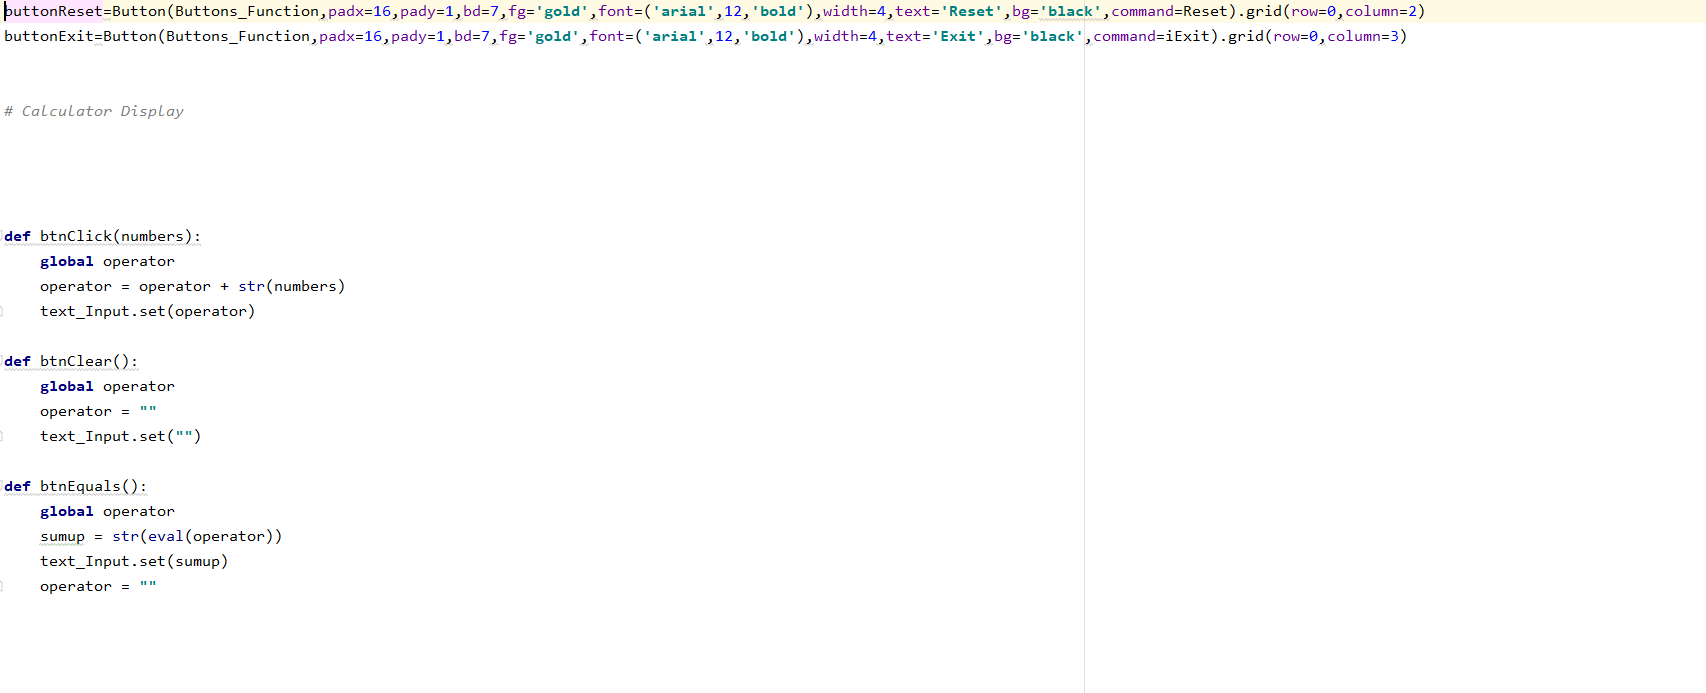 buttonReset=Button(Buttons_Function,padx=16,pady=1,bd=7,fg='gold',font=('arial',12,'bold'),width=4,text='Reset',bg='black',command=Reset).grid(row=0,column=2)
buttonExit=Button(Buttons_Function,padx=16,pady=1,bd=7,fg='gold',font=('arial',12,'bold'),width=4,text='Exit',bg='black',command=iExit).grid(row=0,column=3)
# Calculator Display
def btnClick(numbers):
    global operator
    operator = operator + str(numbers)
    text_Input.set(operator)
def btnClear():
    global operator
    operator = ""
    text_Input.set("")
def btnEquals():
    global operator
    sumup = str(eval(operator))
    text_Input.set(sumup)
    operator = ""